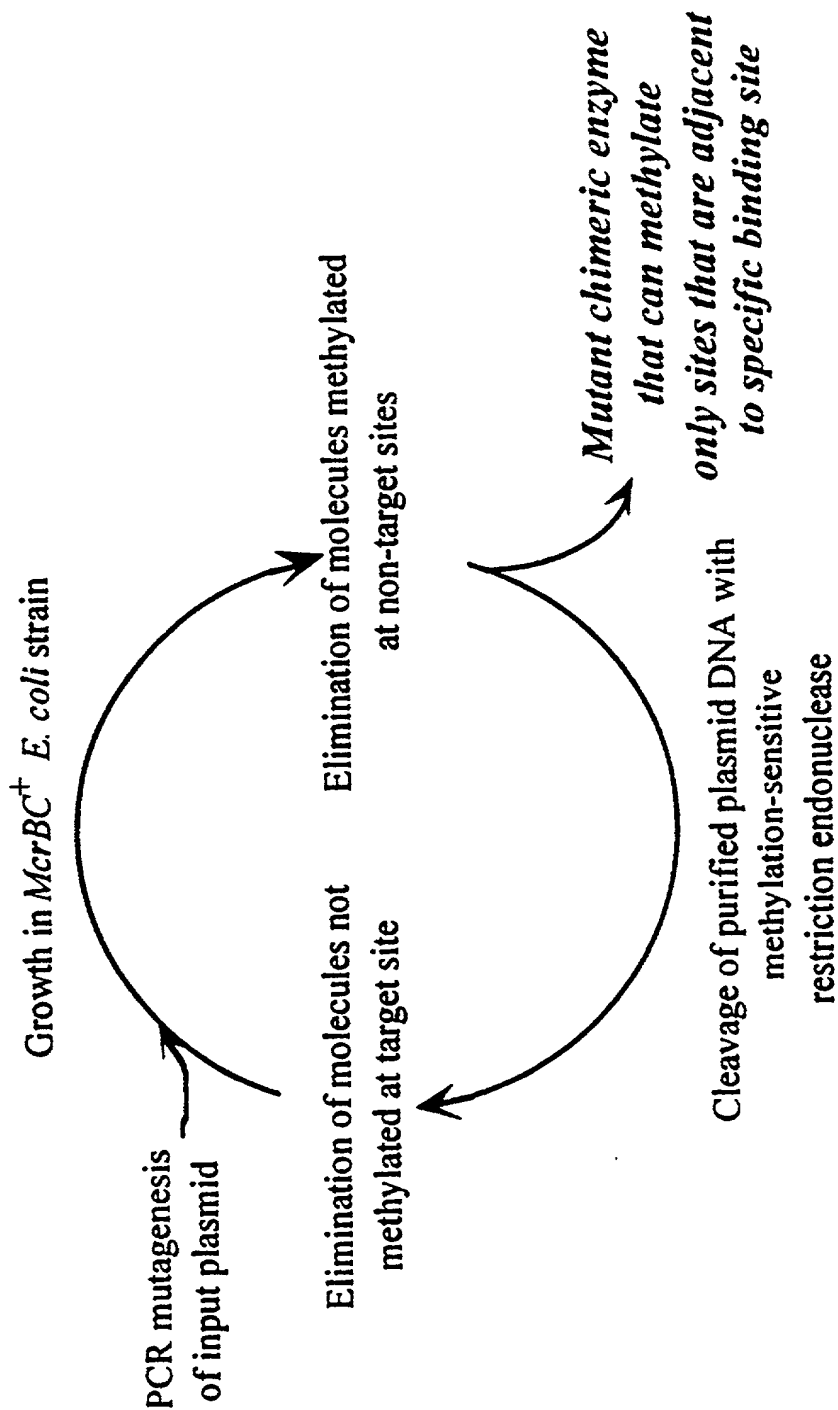 Growth in McrBC+ E. coli strain
PCR mutagenesis
of input plasmid
Elimination of molecules not
methylated at target site
Elimination of molecules methylated
at non-target sites
Mutant chimeric enzyme
that can methylate
only sites that are adjacent
to specific binding site
Cleavage of purified plasmid DNA with
methylation-sensitive
restriction endonuclease